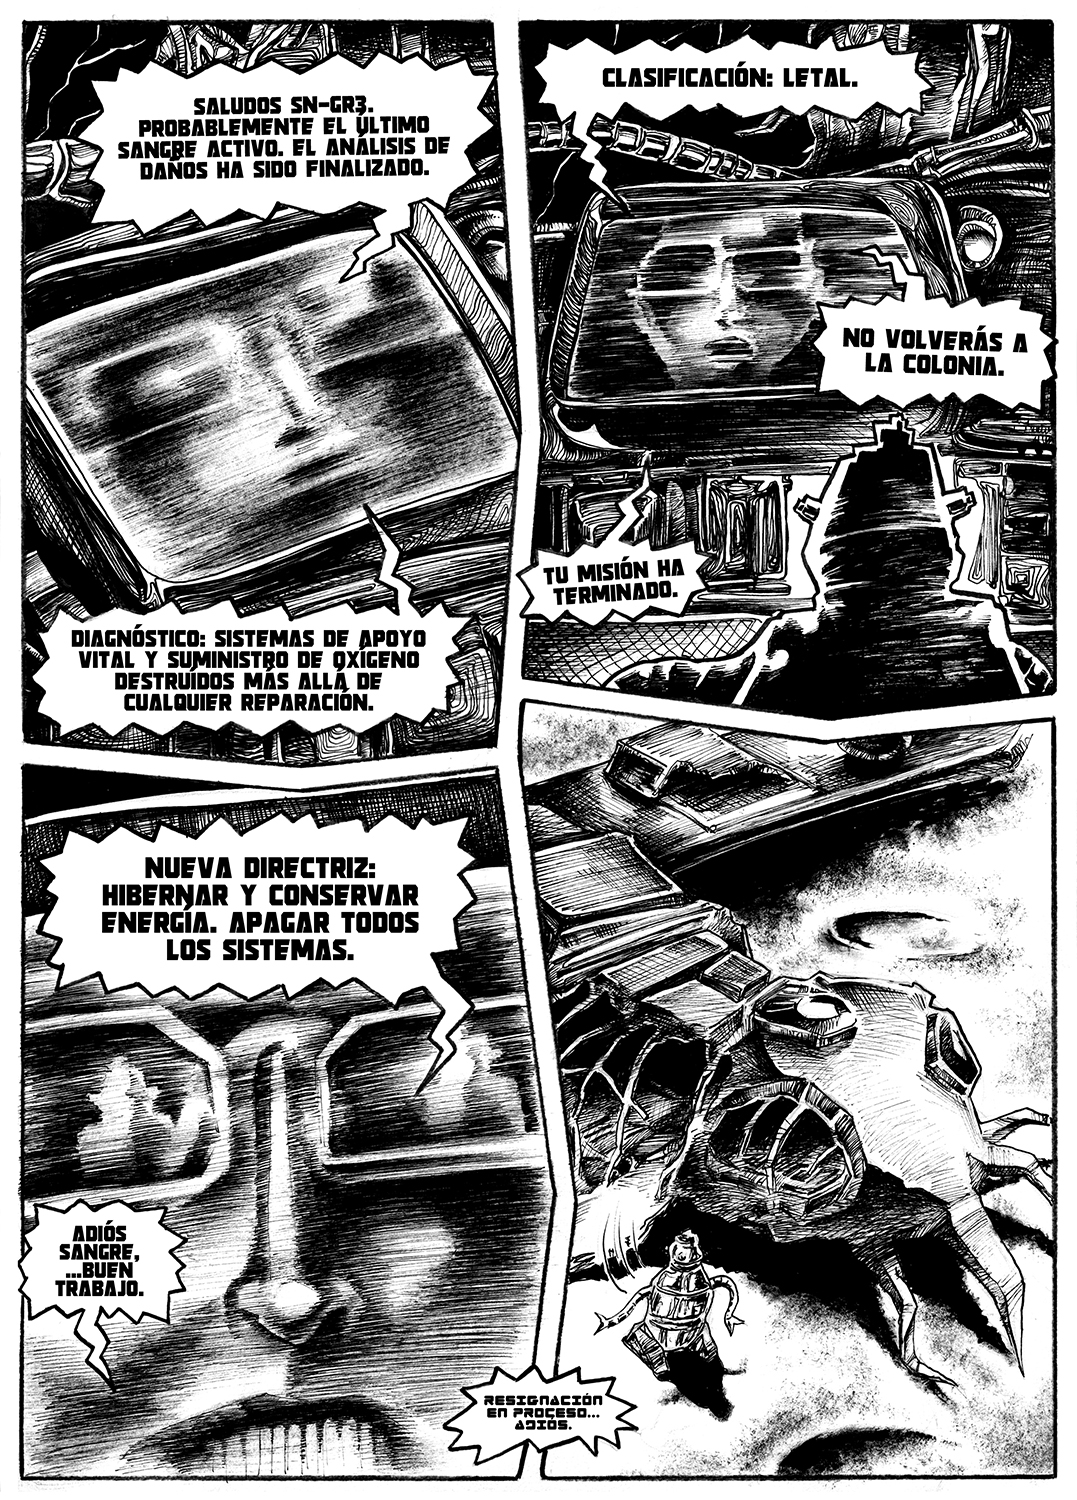 SALUDOS SN-GR3.
PROBABLEMENTE EL ÚLTIMO
SANGRE ACTIVO. EL ANÁLISIS DE
DAÑOS HA SIDO FINALIZADO.
DIAGNÓSTICO: SISTEMAS DE APOYO
VITAL Y SUMINISTRO DE OXÍGENO
DESTRUÍDOS MÁS ALLÁ DE
CUALQUIER REPARACIÓN.
CLASIFICACIÓN: LETAL.
NO VOLVERÁS A
LA COLONIA.
TU MISIÓN HA
TERMINADO.
NUEVA DIRECTRIZ:
HIBERNAR Y CONSERVAR
ENERGÍA. APAGAR TODOS
LOS SISTEMAS.
ADIÓS
SANGRE,
...BUEN
TRABAJO.
RESIGNACIÓN
EN PROCESO...
ADIÓS.